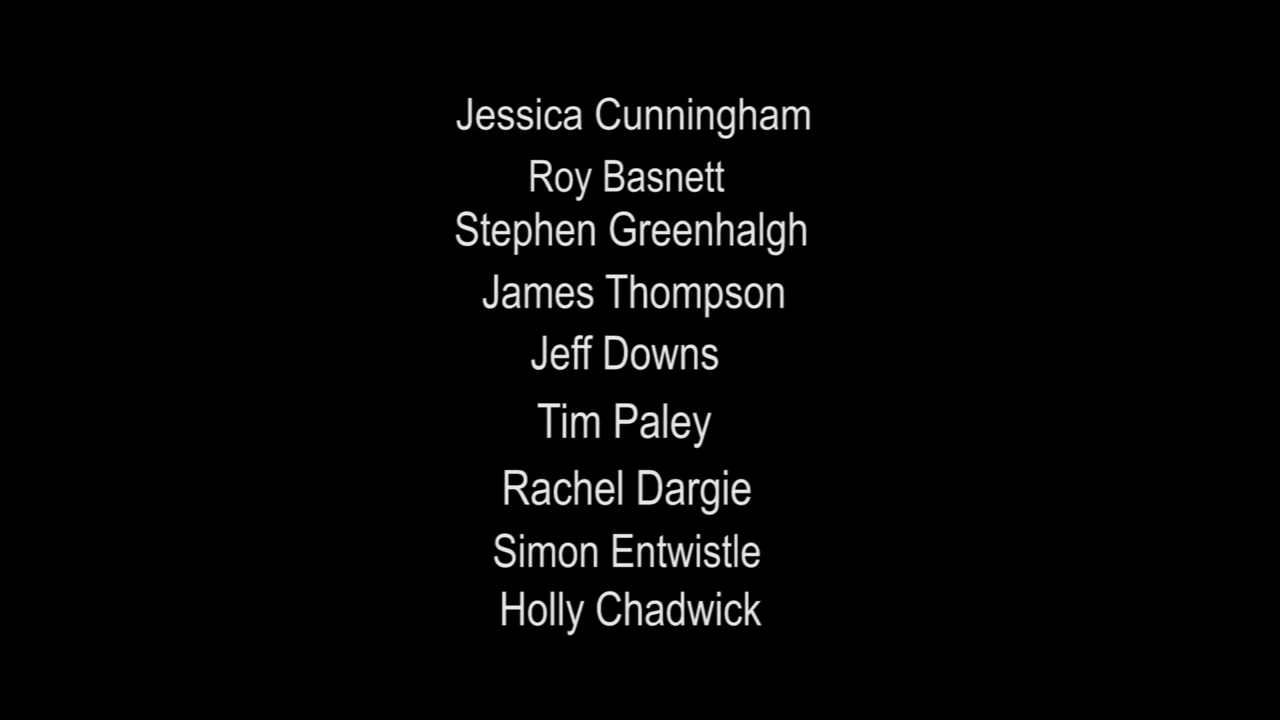 Jessica Cunningham
Roy Basnett
Stephen Greenhalgh
James Thompson
Jeff Downs
Tim Paley
Rachel Dargie
Simon Entwistle
Holly Chadwick